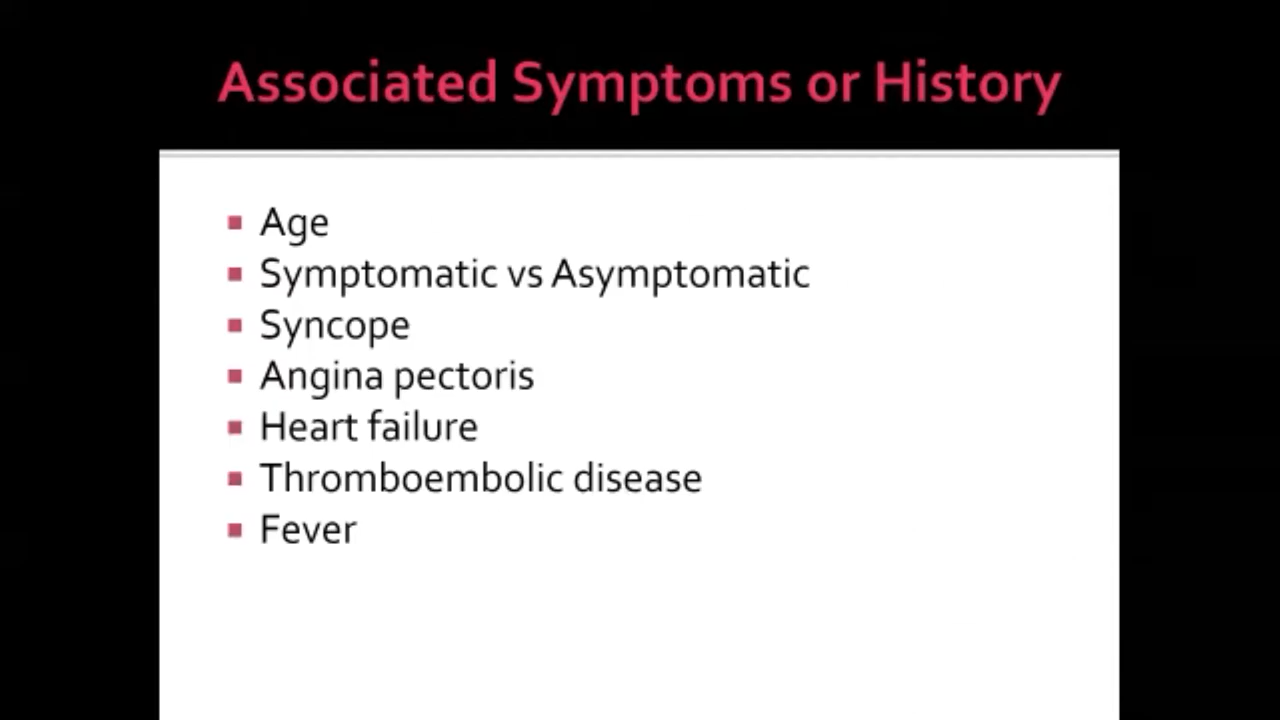 Associated Symptoms or History
Age
Symptomatic vs Asymptomatic
Syncope
Angina pectoris
Heart failure
Thromboembolic disease
Fever